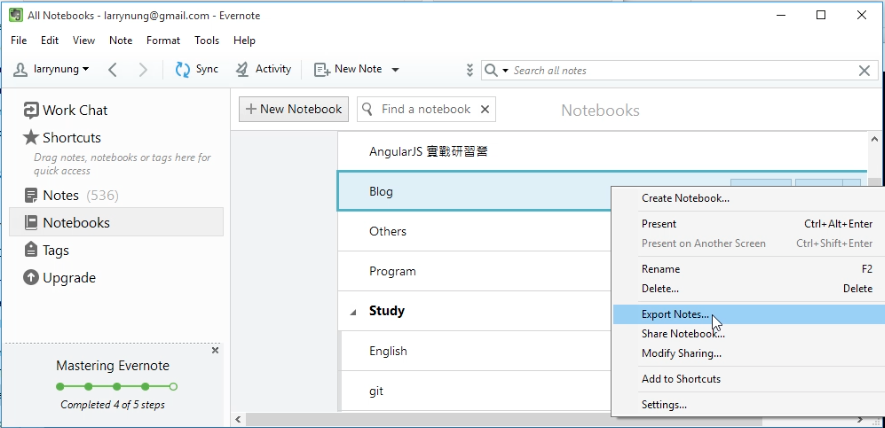 All Notebooks - larrynung@gmail.com - Evernote
File Edit View Note Format Tools Help
larrynung Sync Activity New Note Search all notes
Work Chat
Shortcuts
Drag notes, notebooks or tags here for
quick access
Notes (536)
Notebooks
Tags
Upgrade
Mastering Evernote
Completed 4 of 5 steps
+ New Notebook Find a notebook Notebooks
AngularJS 實戰研習營
Blog
Others
Program
Study
English
git
Create Notebook...
Present Ctrl+Alt+Enter
Present on Another Screen Ctrl+Shift+Enter
Rename F2
Delete... Delete
Export Notes...
Share Notebook...
Modify Sharing...
Add to Shortcuts
Settings...